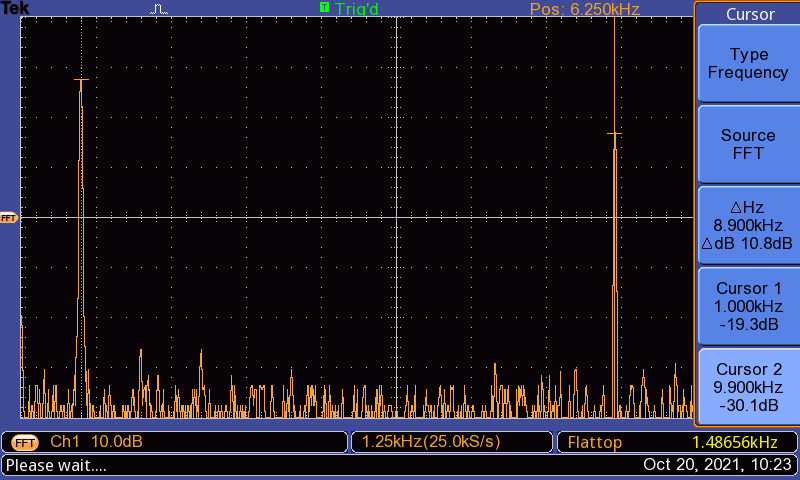 Tek
T Trig'd
Pos: 6.250kHz
Cursor
Type
Frequency
Source
FFT
△Hz
8.900kHz
△dB 10.8dB
Cursor 1
1.000kHz
-19.3dB
Cursor 2
9.900kHz
-30.1dB
FFT
FFT Ch1 10.0dB
1.25kHz(25.0kS/s)
Flattop 1.48656kHz
Please wait....
Oct 20, 2021, 10:23